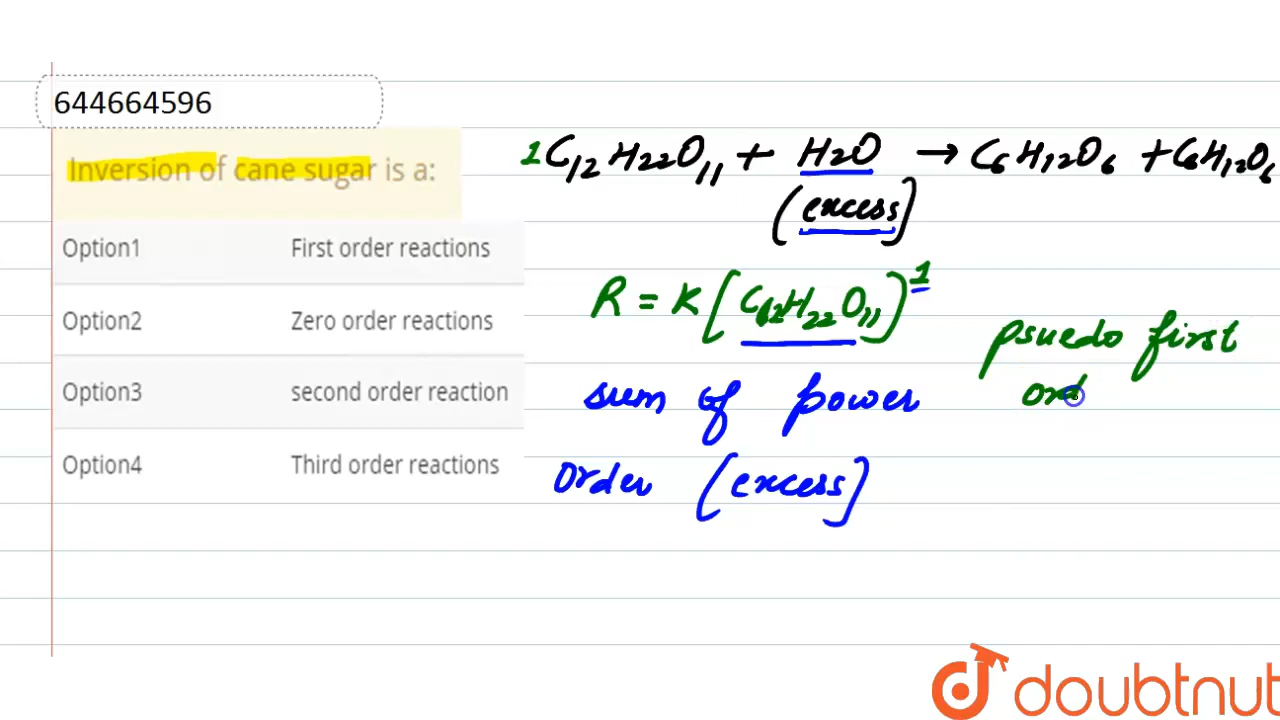 644664596
Inversion of cane sugar is a:
Option1 First order reactions
Option2 Zero order reactions
Option3 second order reaction
Option4 Third order reactions
1C12H22O11 + H2O → C6H12O6 + C6H12O6
(excess)
R = K[C12H22O11]^1
psuedo first
ord
sum of power
order (excess)
doubtnut